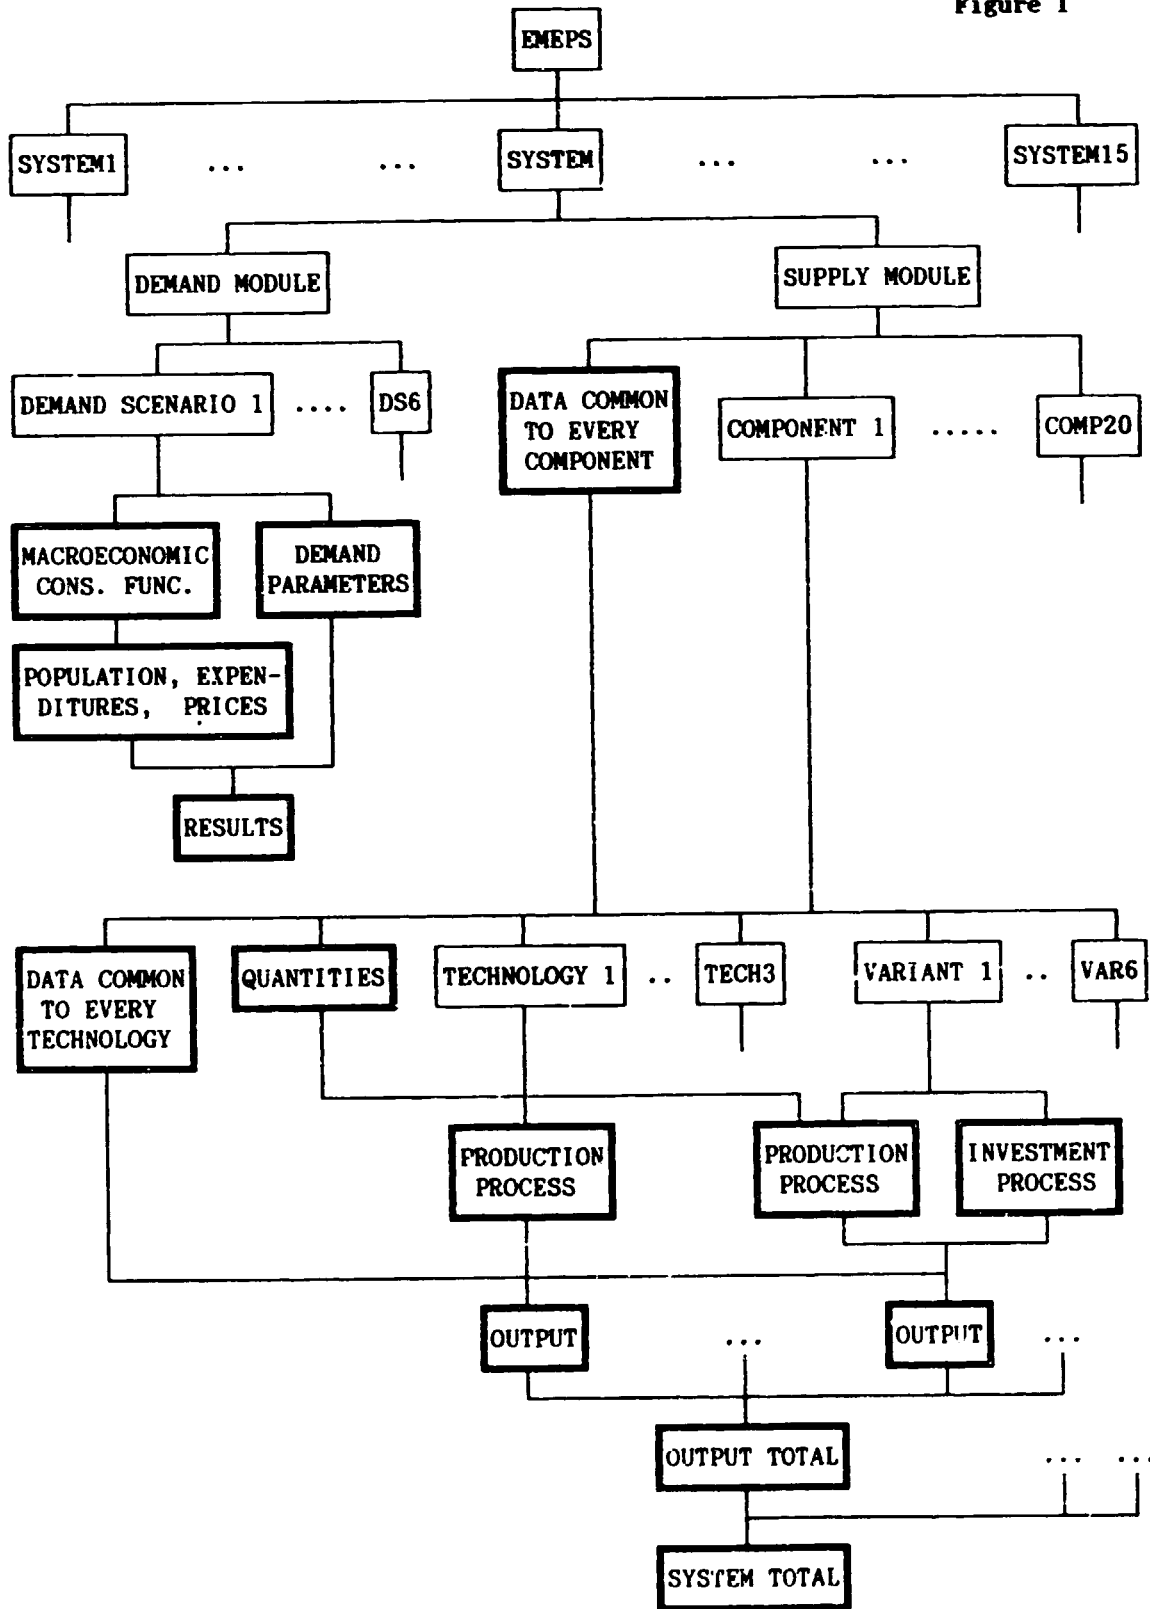 Figure 1
EMEPS
SYSTEM1 ... ... SYSTEM ... ... SYSTEM15
DEMAND MODULE
SUPPLY MODULE
DEMAND SCENARIO 1 .... DS6
DATA COMMON
TO EVERY
COMPONENT
COMPONENT 1 ..... COMP20
MACROECONOMIC
CONS. FUNC.
DEMAND
PARAMETERS
POPULATION, EXPEN-
DITURES, PRICES
RESULTS
DATA COMMON
TO EVERY
TECHNOLOGY
QUANTITIES
TECHNOLOGY 1 .. TECH3
VARIANT 1 .. VAR6
PRODUCTION
PROCESS
PRODUCTION
PROCESS
INVESTMENT
PROCESS
OUTPUT ... OUTPUT ...
OUTPUT TOTAL ... ...
SYSTEM TOTAL